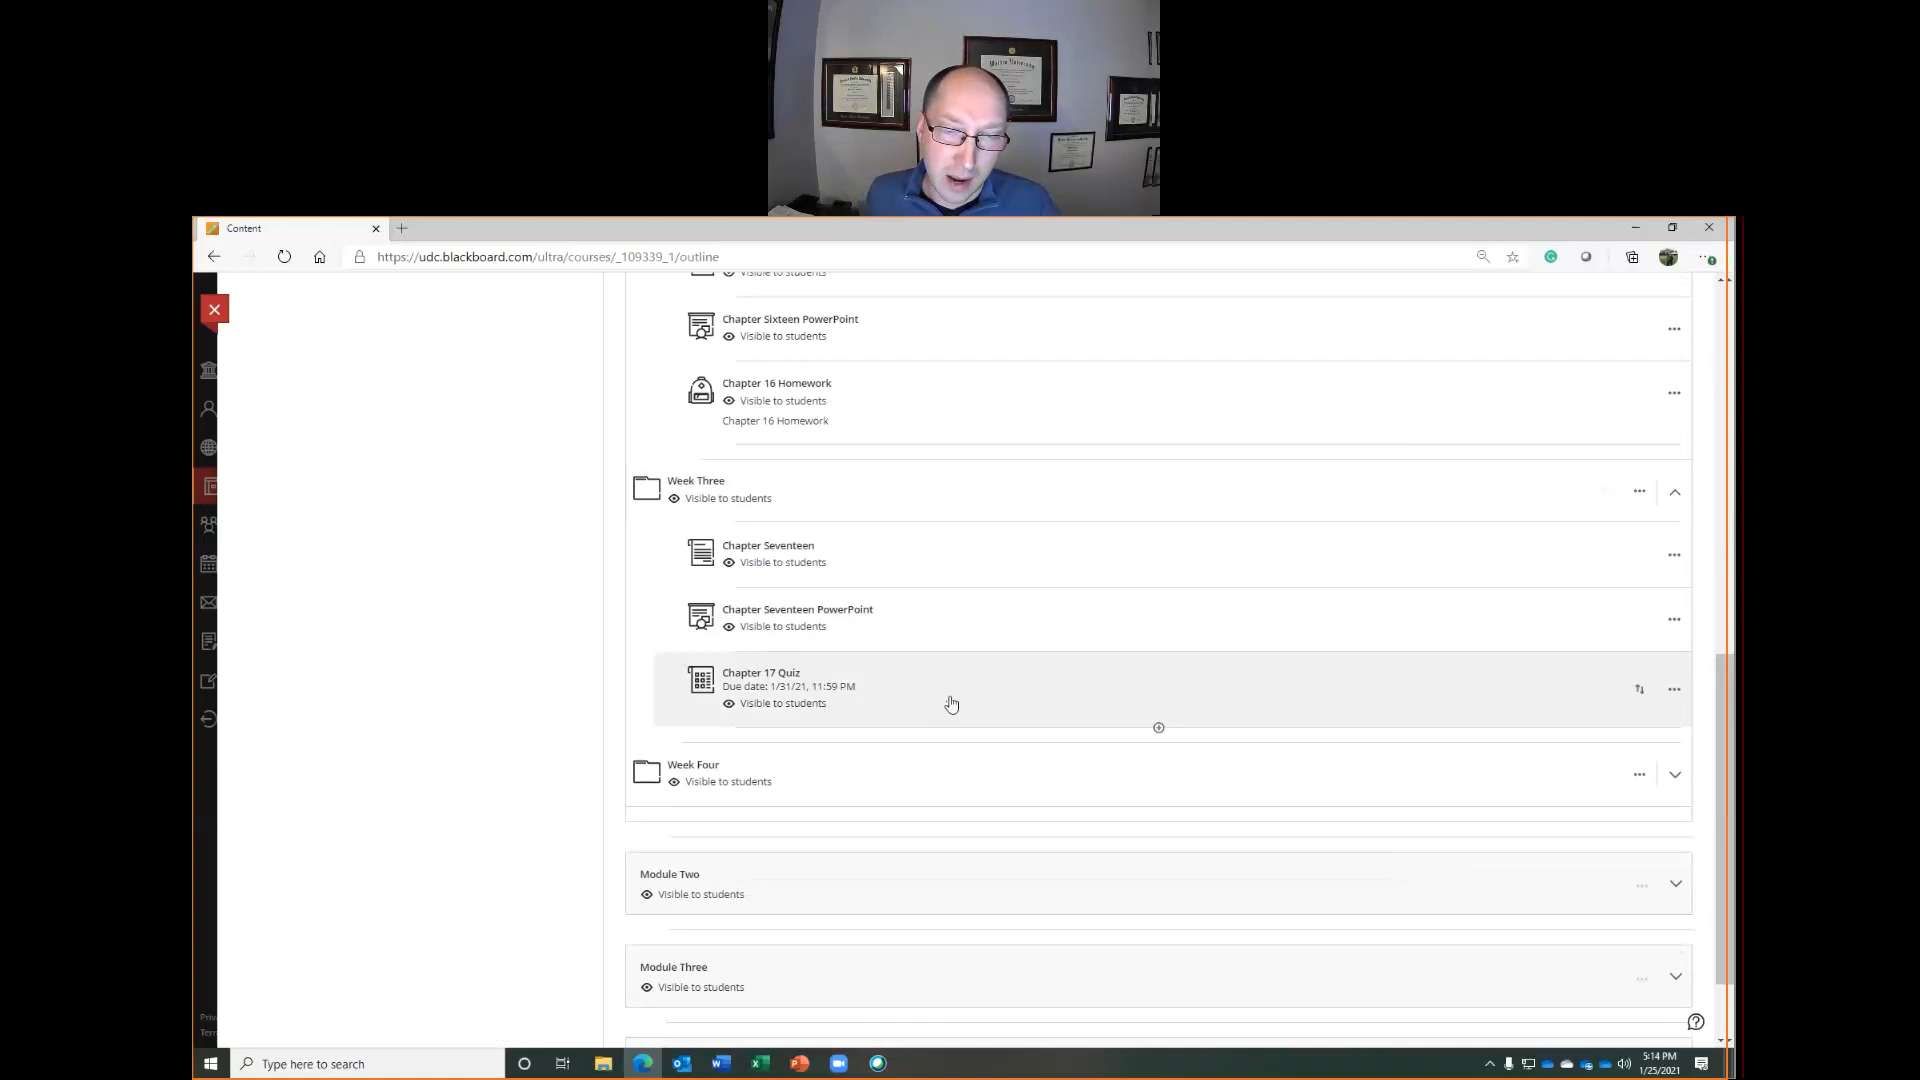 Content
https://udc.blackboard.com/ultra/courses/_109339_1/outline
Visible to students
Chapter Sixteen PowerPoint
Visible to students
Chapter 16 Homework
Visible to students
Chapter 16 Homework
Week Three
Visible to students
Chapter Seventeen
Visible to students
Chapter Seventeen PowerPoint
Visible to students
Chapter 17 Quiz
Due date: 1/31/21, 11:59 PM
Visible to students
Week Four
Visible to students
Module Two
Visible to students
Module Three
Visible to students
Type here to search
5:14 PM
1/25/2021